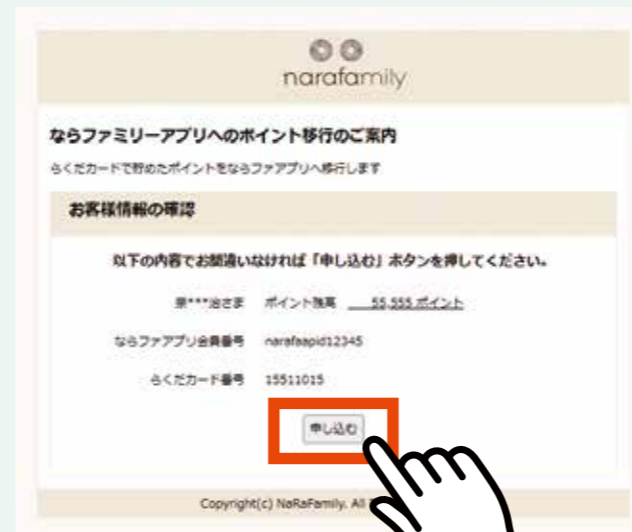 narafamily
ならファミリーアプリへのポイント移行のご案内
らくだカードで貯めたポイントをならファアプリへ移行します
お客様情報の確認
以下の内容でお間違いなければ「申し込む」ボタンを押してください。
奈***治さま ポイント残高 55,555 ポイント
ならファアプリ会員番号 narafaapid12345
らくだカード番号 15511015
申し込む
Copyright(c) NaRaFamily. All